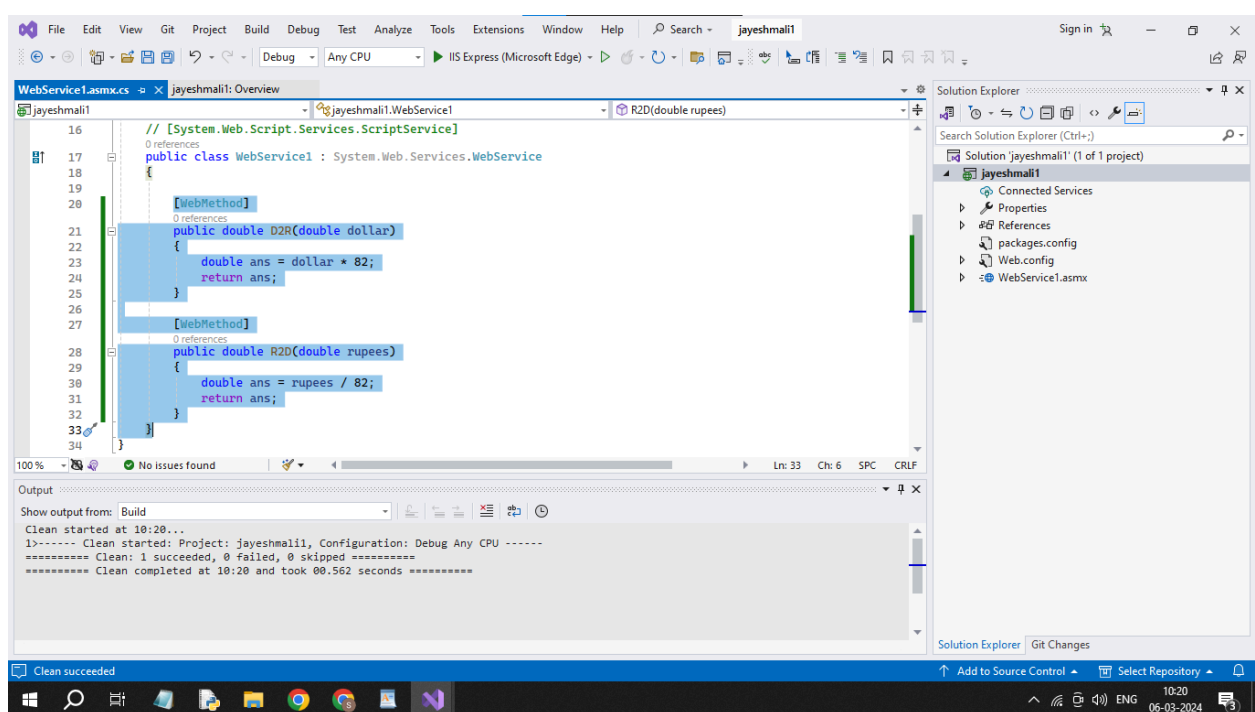 File Edit View Git Project Build Debug Test Analyze Tools Extensions Window Help Search jayeshmali1 Sign in
Debug Any CPU IIS Express (Microsoft Edge)
WebService1.asmx.cs jayeshmali1: Overview
jayeshmali1 jayeshmali1.WebService1 R2D(double rupees)
16 // [System.Web.Script.Services.ScriptService]
0 references
17 public class WebService1 : System.Web.Services.WebService
18 {
19
20 [WebMethod]
0 references
21 public double D2R(double dollar)
22 {
23 double ans = dollar * 82;
24 return ans;
25 }
26
27 [WebMethod]
0 references
28 public double R2D(double rupees)
29 {
30 double ans = rupees / 82;
31 return ans;
32 }
33 }
34 }
100 % No issues found Ln: 33 Ch: 6 SPC CRLF
Output
Show output from: Build
Clean started at 10:20...
1>------ Clean started: Project: jayeshmali1, Configuration: Debug Any CPU ------
========== Clean: 1 succeeded, 0 failed, 0 skipped ==========
========== Clean completed at 10:20 and took 00.562 seconds ==========
Solution Explorer
Search Solution Explorer (Ctrl+;)
Solution 'jayeshmali1' (1 of 1 project)
jayeshmali1
Connected Services
Properties
References
packages.config
Web.config
WebService1.asmx
Solution Explorer Git Changes
Clean succeeded Add to Source Control Select Repository
ENG 10:20
06-03-2024 3